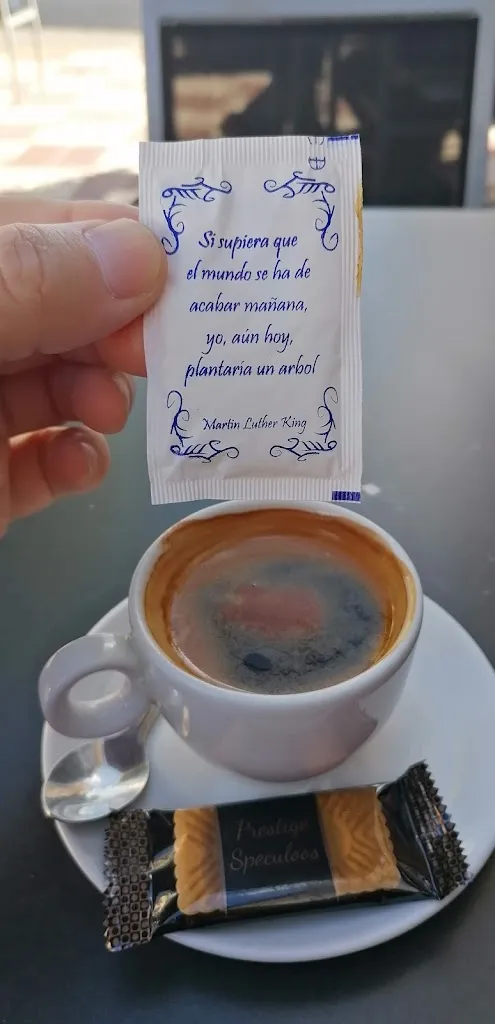 Si supiera que
el mundo se ha de
acabar mañana,
yo, aún hoy,
plantaría un arbol
Martin Luther King
Prestige
Speculoos